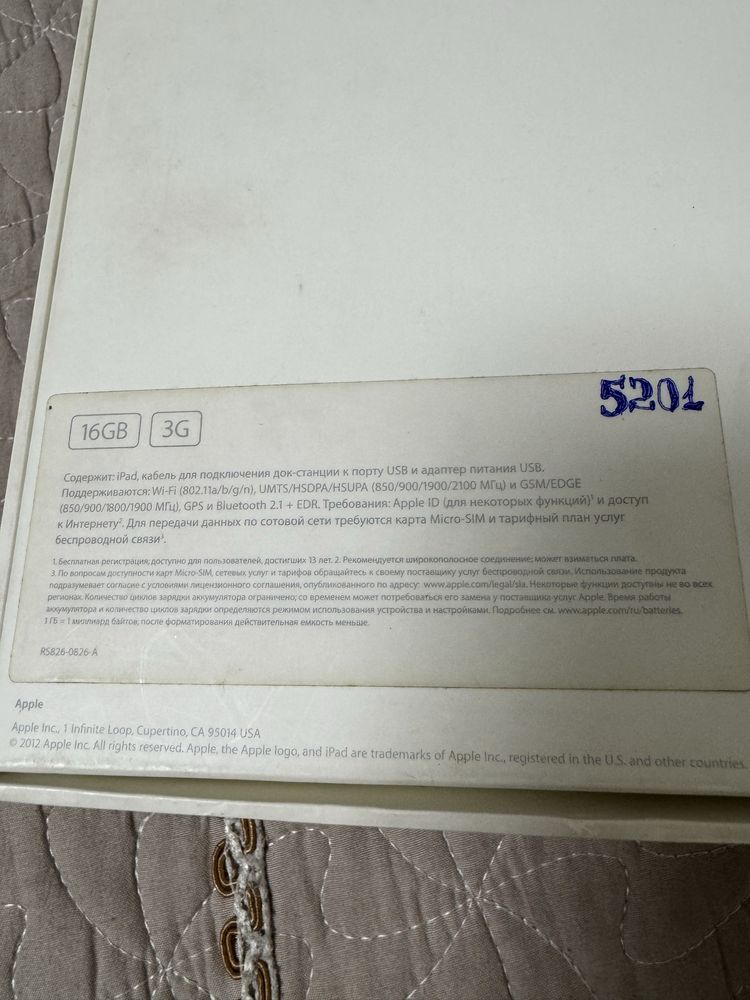 5201
16GB 3G
Содержит: iPad, кабель для подключения док-станции к порту USB и адаптер питания USB.
Поддерживаются: Wi-Fi (802.11a/b/g/n), UMTS/HSDPA/HSUPA (850/900/1900/2100 МГц) и GSM/EDGE
(850/900/1800/1900 МГц), GPS и Bluetooth 2.1 + EDR. Требования: Apple ID (для некоторых функций)¹ и доступ
к Интернету². Для передачи данных по сотовой сети требуются карта Micro-SIM и тарифный план услуг
беспроводной связи³.
1. Бесплатная регистрация; доступно для пользователей, достигших 13 лет. 2. Рекомендуется широкополосное соединение; может взиматься плата.
3. По вопросам доступности карт Micro-SIM, сетевых услуг и тарифов обращайтесь к своему поставщику услуг беспроводной связи. Использование продукта
подразумевает согласие с условиями лицензионного соглашения, опубликованного по адресу: www.apple.com/legal/sla. Некоторые функции доступны не во всех
регионах. Количество циклов зарядки аккумулятора ограничено; со временем может потребоваться его замена у поставщика услуг Apple. Время работы
аккумулятора и количество циклов зарядки определяются режимом использования устройства и настройками. Подробнее см. www.apple.com/ru/batteries.
1 ГБ = 1 миллиард байтов; после форматирования действительная емкость меньше.
RS826-0826-A
Apple
Apple Inc., 1 Infinite Loop, Cupertino, CA 95014 USA
© 2012 Apple Inc. All rights reserved. Apple, the Apple logo, and iPad are trademarks of Apple Inc., registered in the U.S. and other countries.